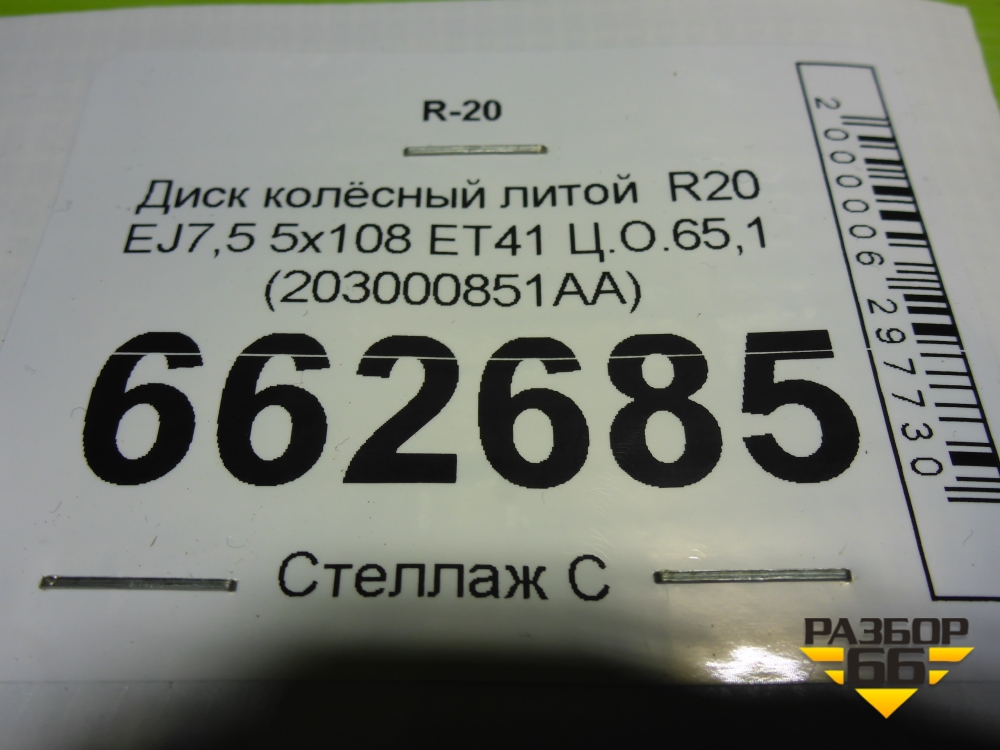 R-20
Диск колёсный литой R20
EJ7,5 5x108 ET41 Ц.О.65,1
(203000851AA)
662685
Стеллаж С
2000006297730
РАЗБОР
66